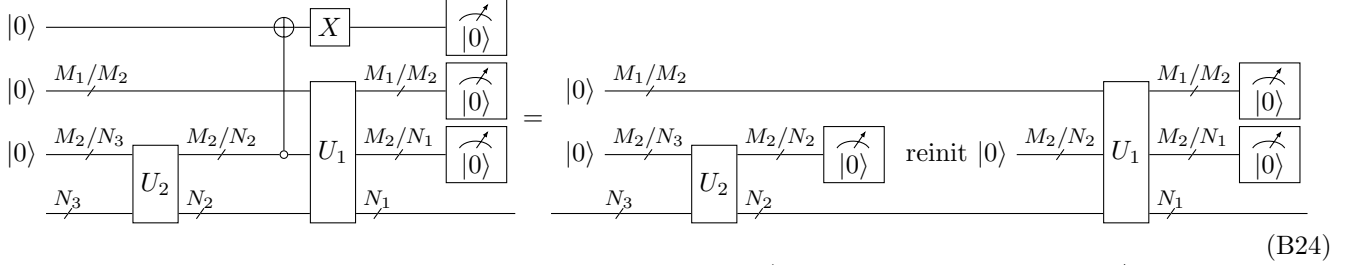 |0⟩ X |0⟩
|0⟩ M₁/M₂ M₁/M₂ |0⟩ = |0⟩ M₁/M₂ M₁/M₂ |0⟩
|0⟩ M₂/N₃ M₂/N₂ U₁ M₂/N₁ |0⟩ |0⟩ M₂/N₃ M₂/N₂ |0⟩ reinit |0⟩ M₂/N₂ U₁ M₂/N₁ |0⟩
N₃ U₂ N₂ N₁ N₃ U₂ N₂ N₁
(B24)